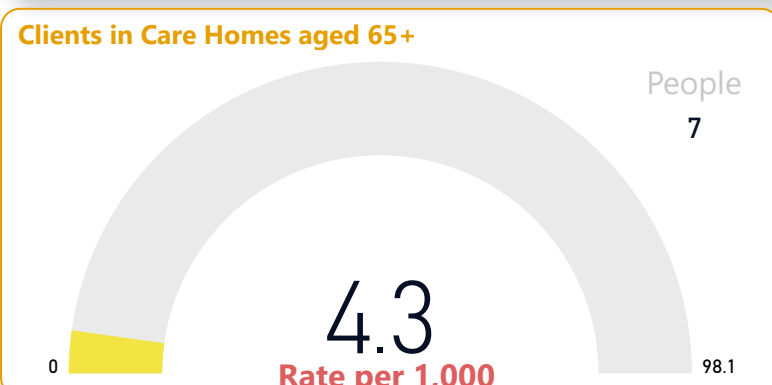 Clients in Care Homes aged 65+
People
7
4.3
Rate per 1,000
0
98.1